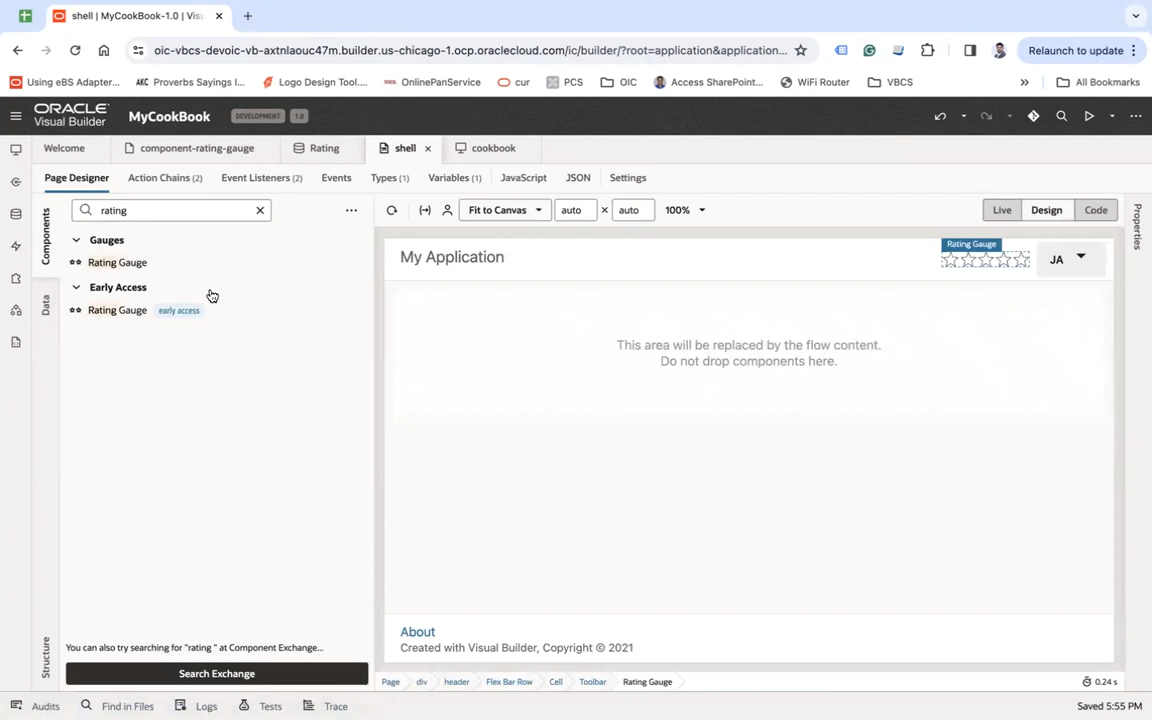 shell | MyCookBook-1.0 | Visu
oic-vbcs-devoic-vb-axtnlaouc47m.builder.us-chicago-1.ocp.oraclecloud.com/ic/builder/?root=application&application...
Relaunch to update
Using eBS Adapter...
AKC Proverbs Sayings I...
Logo Design Tool....
OnlinePanService
cur
PCS
OIC
Access SharePoint...
WiFi Router
VBCS
»
All Bookmarks
ORACLE
Visual Builder
MyCookBook
DEVELOPMENT
1.0
Welcome
component-rating-gauge
Rating
shell
cookbook
Page Designer
Action Chains (2)
Event Listeners (2)
Events
Types (1)
Variables (1)
JavaScript
JSON
Settings
Components
Data
Structure
rating
Gauges
Rating Gauge
Early Access
Rating Gauge early access
You can also try searching for "rating " at Component Exchange...
Search Exchange
Fit to Canvas
auto × auto
100%
Live
Design
Code
Properties
My Application
Rating Gauge
JA
This area will be replaced by the flow content.
Do not drop components here.
About
Created with Visual Builder, Copyright © 2021
Page
div
header
Flex Bar Row
Cell
Toolbar
Rating Gauge
0.24 s
Audits
Find in Files
Logs
Tests
Trace
Saved 5:55 PM